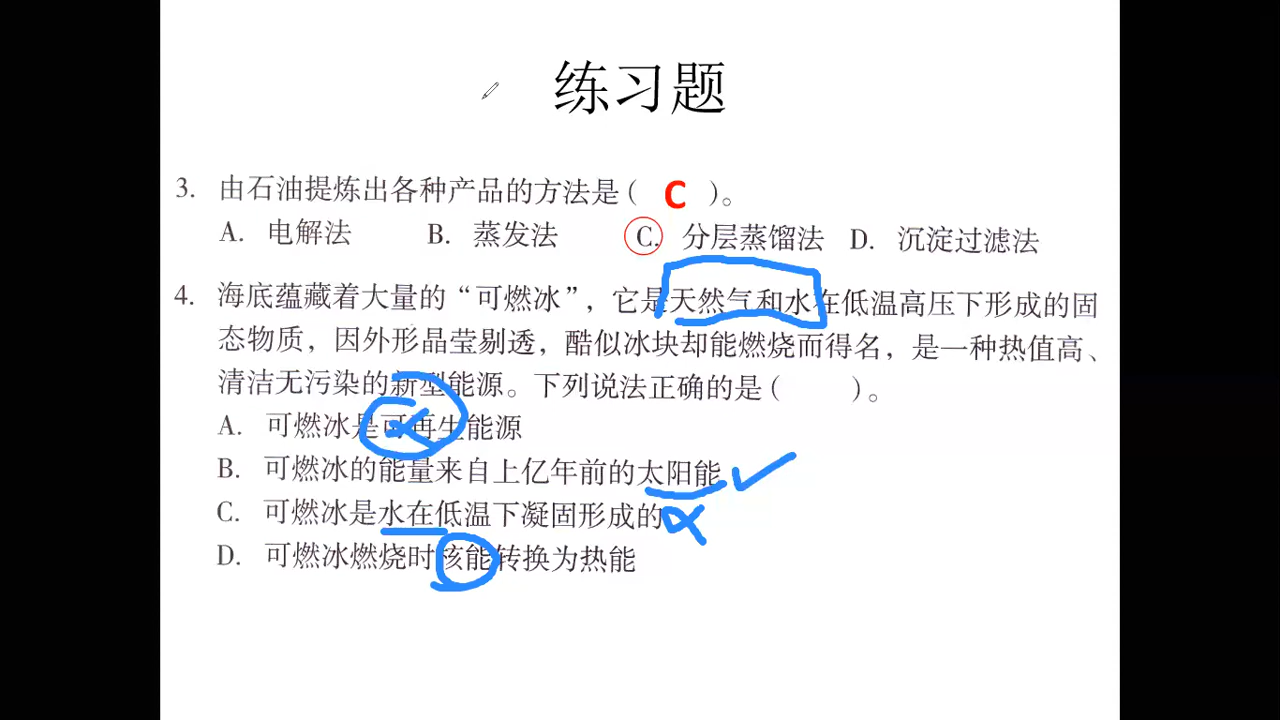 练习题
3. 由石油提炼出各种产品的方法是( C )。
A. 电解法 B. 蒸发法 C. 分层蒸馏法 D. 沉淀过滤法
4. 海底蕴藏着大量的“可燃冰”，它是天然气和水在低温高压下形成的固
态物质，因外形晶莹剔透，酷似冰块却能燃烧而得名，是一种热值高、
清洁无污染的新型能源。下列说法正确的是( )。
A. 可燃冰是可再生能源
B. 可燃冰的能量来自上亿年前的太阳能
C. 可燃冰是水在低温下凝固形成的
D. 可燃冰燃烧时核能转换为热能